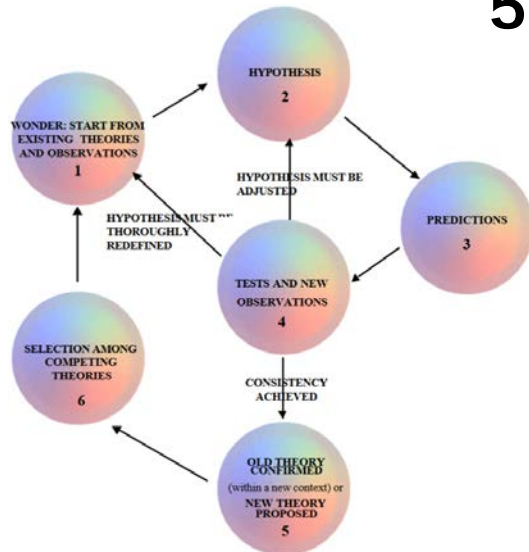 5
HYPOTHESIS
2
WONDER: START FROM
EXISTING THEORIES
AND OBSERVATIONS
1
HYPOTHESIS MUST BE
ADJUSTED
HYPOTHESIS MUST
THOROUGHLY
REDEFINED
PREDICTIONS
3
TESTS AND NEW
OBSERVATIONS
4
SELECTION AMONG
COMPETING
THEORIES
6
CONSISTENCY
ACHIEVED
OLD THEORY
CONFIRMED
(within a new context) or
NEW THEORY
PROPOSED
5